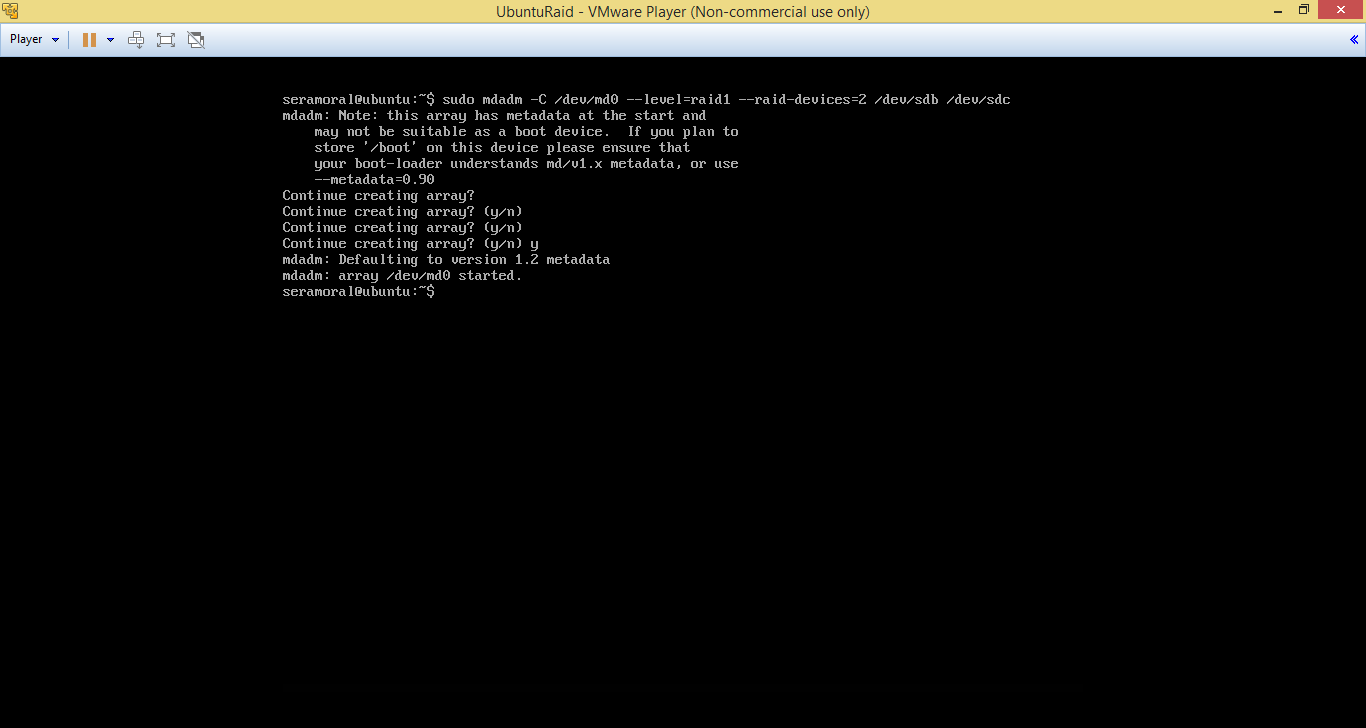 UbuntuRaid - VMware Player (Non-commercial use only)
Player
seramoral@ubuntu:~$ sudo mdadm -C /dev/md0 --level=raid1 --raid-devices=2 /dev/sdb /dev/sdc
mdadm: Note: this array has metadata at the start and
    may not be suitable as a boot device.  If you plan to
    store '/boot' on this device please ensure that
    your boot-loader understands md/v1.x metadata, or use
    --metadata=0.90
Continue creating array?
Continue creating array? (y/n)
Continue creating array? (y/n)
Continue creating array? (y/n) y
mdadm: Defaulting to version 1.2 metadata
mdadm: array /dev/md0 started.
seramoral@ubuntu:~$